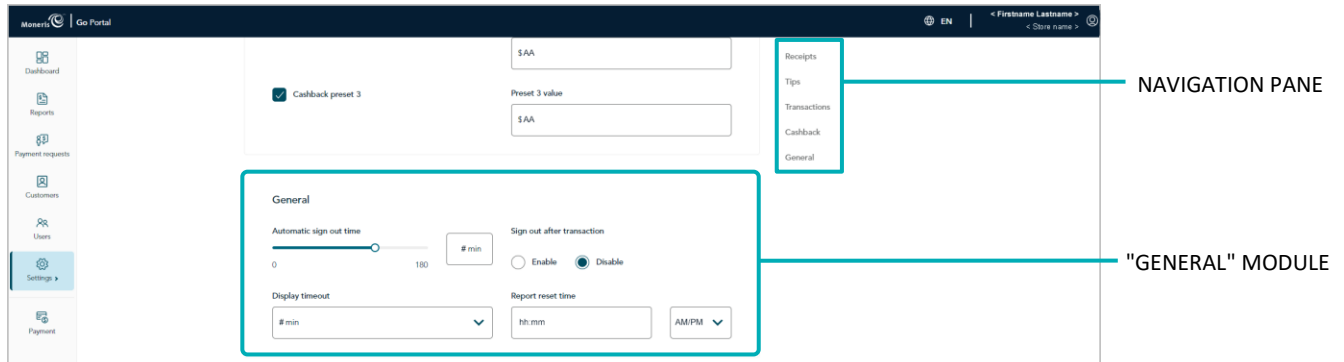 Moneris Go Portal
EN
< Firstname Lastname >
< Store name >
Dashboard
Reports
Payment requests
Customers
Users
Settings >
Payment
$AA
Cashback preset 3
Preset 3 value
$AA
Receipts
Tips
Transactions
Cashback
General
NAVIGATION PANE
General
Automatic sign out time
# min
0 180
Sign out after transaction
Enable Disable
Display timeout
# min
Report reset time
hh:mm
AM/PM
"GENERAL" MODULE